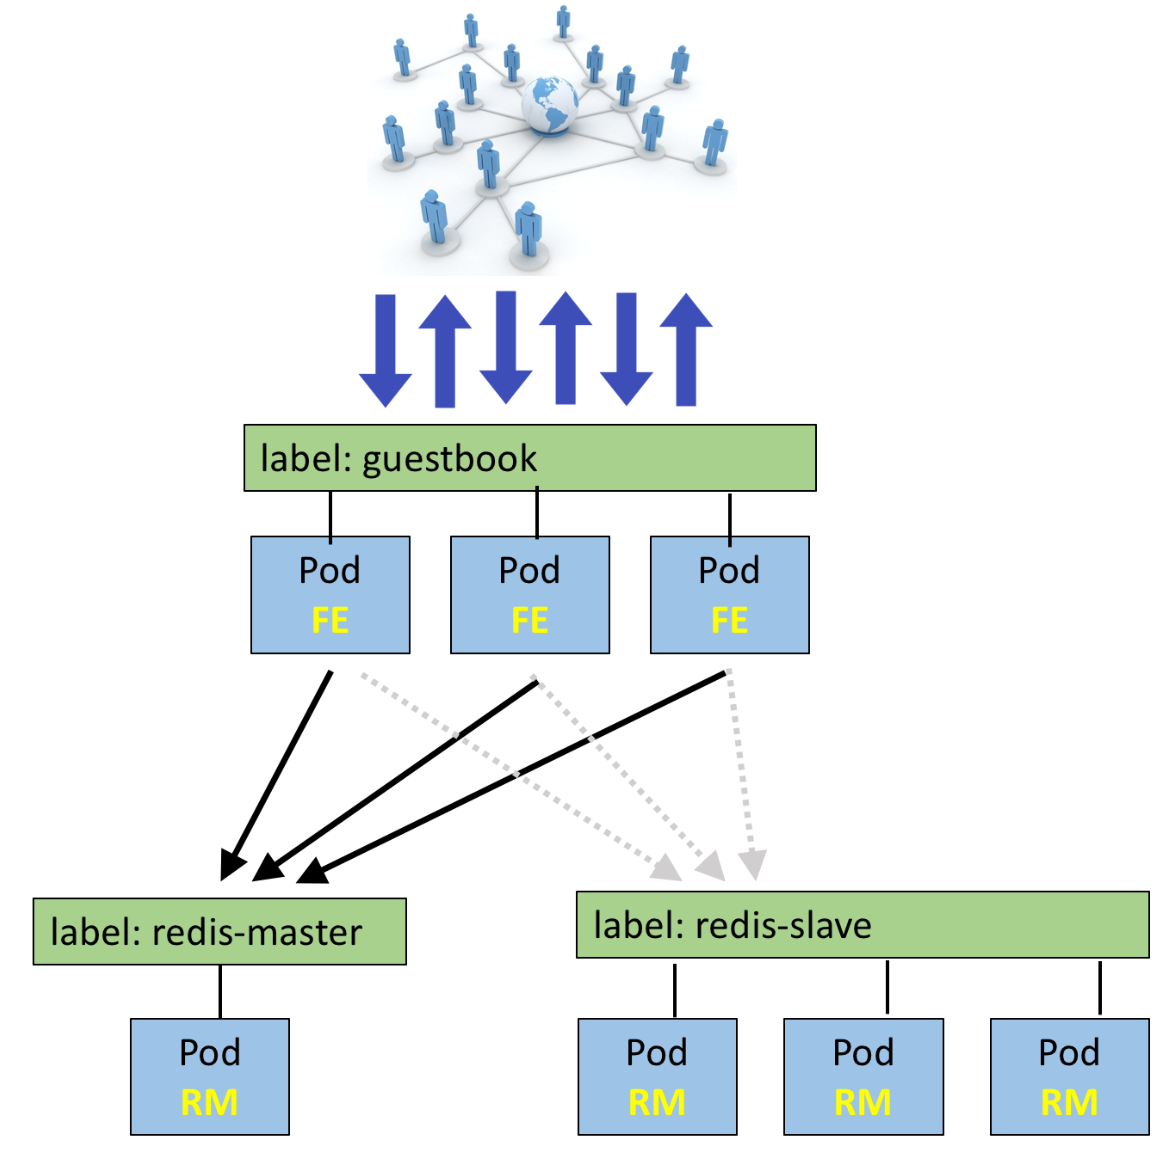 label: guestbook
Pod
FE
Pod
FE
Pod
FE
label: redis-master
Pod
RM
label: redis-slave
Pod
RM
Pod
RM
Pod
RM